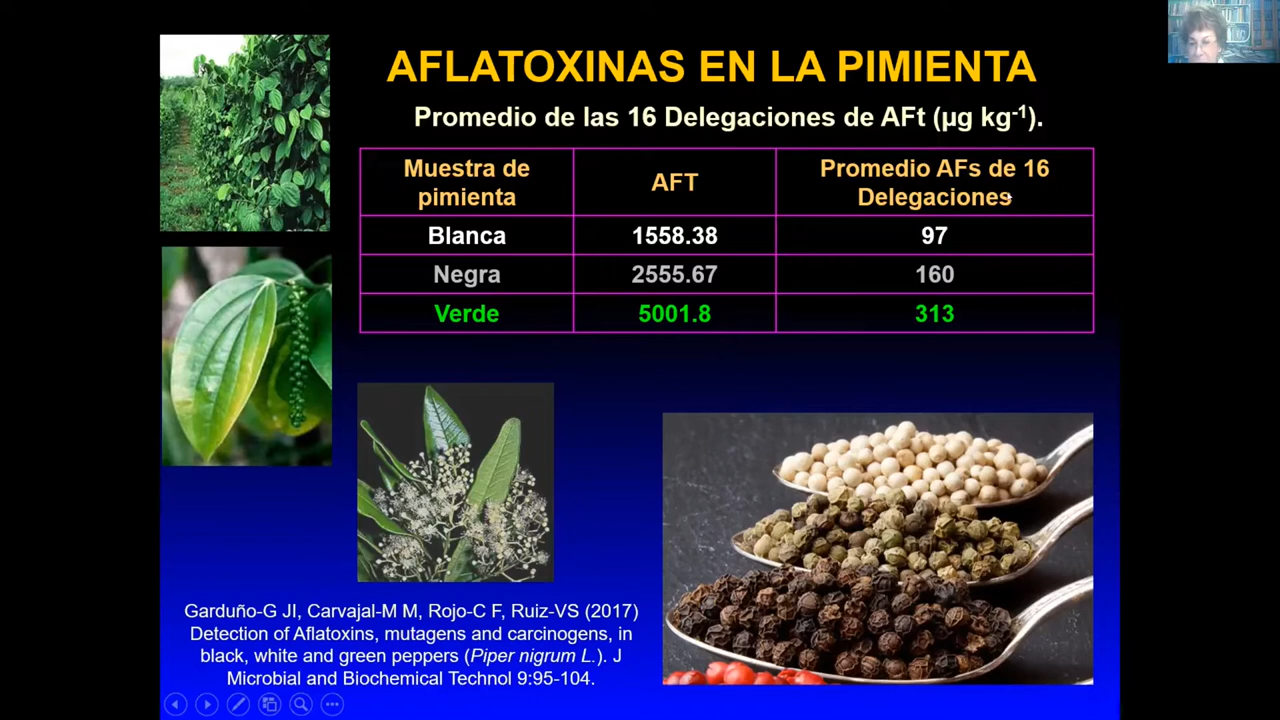 AFLATOXINAS EN LA PIMIENTA
Promedio de las 16 Delegaciones de AFt (µg kg⁻¹).
Muestra de
pimienta
AFT
Promedio AFs de 16
Delegaciones
Blanca 1558.38 97
Negra 2555.67 160
Verde 5001.8 313
Garduño-G JI, Carvajal-M M, Rojo-C F, Ruiz-VS (2017)
Detection of Aflatoxins, mutagens and carcinogens, in
black, white and green peppers (Piper nigrum L.). J
Microbial and Biochemical Technol 9:95-104.